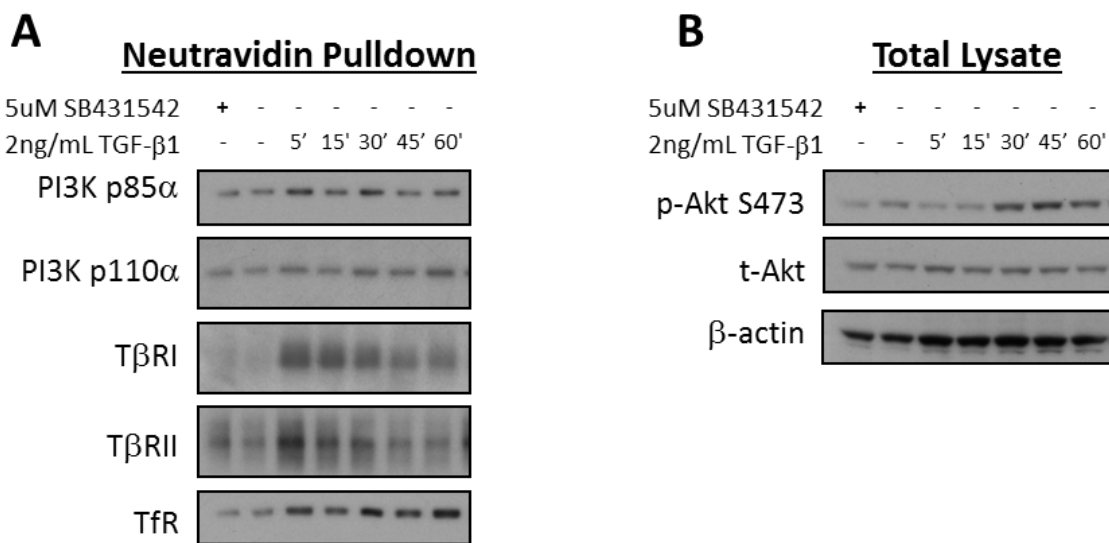 A
Neutravidin Pulldown
5uM SB431542 + - - - - - -
2ng/mL TGF-β1 - - 5’ 15' 30’ 45’ 60'
PI3K p85α
PI3K p110α
TβRI
TβRII
TfR
B
Total Lysate
5uM SB431542 + - - - - - -
2ng/mL TGF-β1 - - 5’ 15' 30’ 45’ 60'
p-Akt S473
t-Akt
β-actin